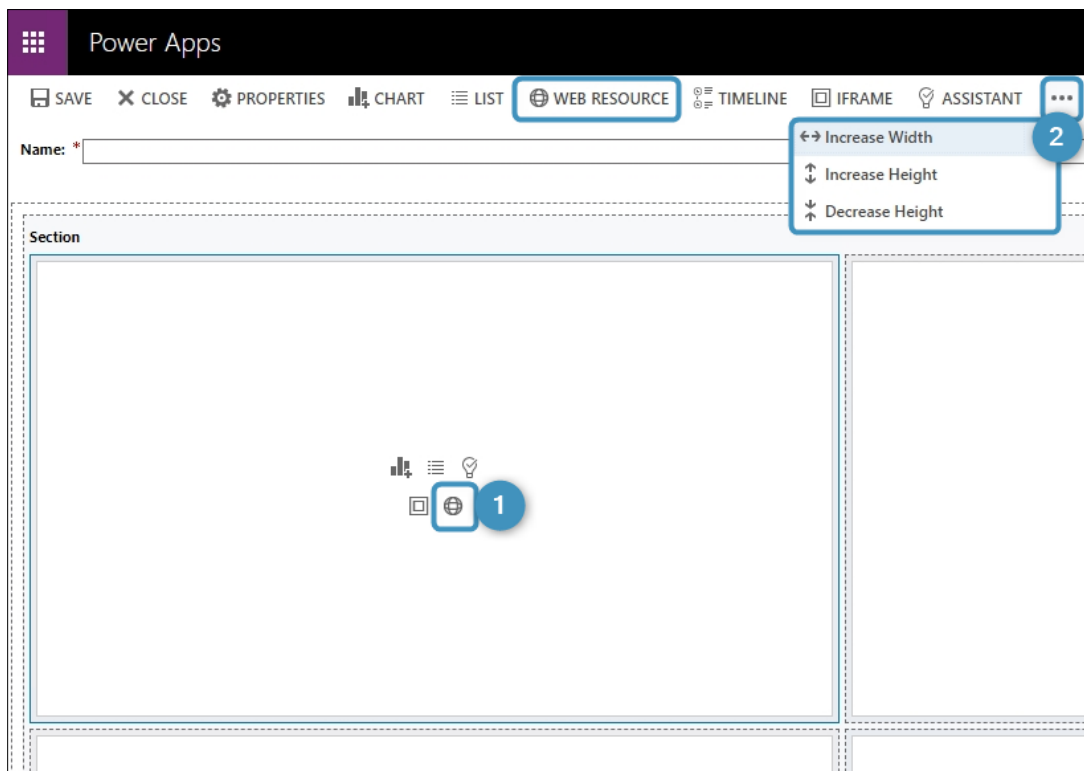 Power Apps
SAVE CLOSE PROPERTIES CHART LIST WEB RESOURCE TIMELINE IFRAME ASSISTANT ...
Name: *
Increase Width
2
Increase Height
Decrease Height
Section
1